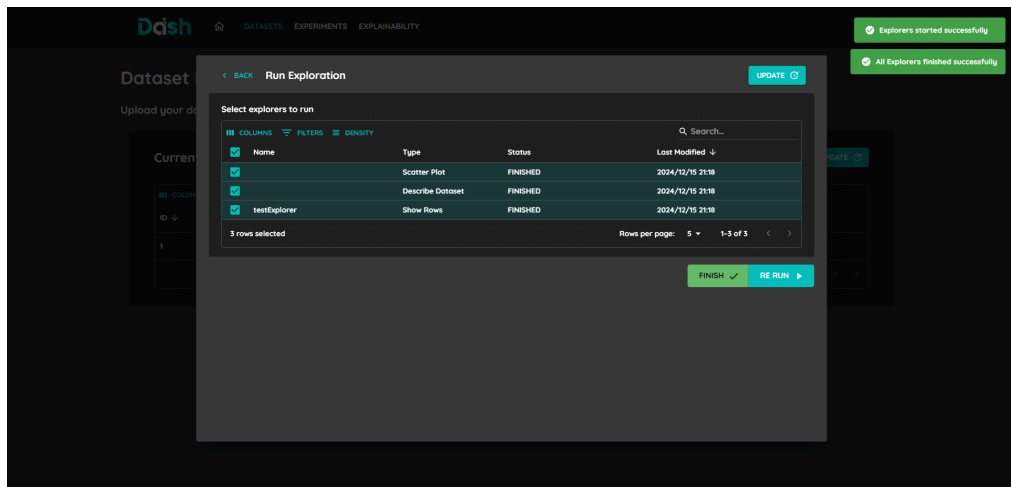 Dash
DATASETS EXPERIMENTS EXPLAINABILITY
Explorers started successfully
All Explorers finished successfully
Dataset
Upload your da
Curren
UPDATE
COLUM
ID
1
BACK Run Exploration UPDATE
Select explorers to run
COLUMNS FILTERS DENSITY Search...
Name Type Status Last Modified
Scatter Plot FINISHED 2024/12/15 21:18
Describe Dataset FINISHED 2024/12/15 21:18
testExplorer Show Rows FINISHED 2024/12/15 21:18
3 rows selected Rows per page: 5 1-3 of 3
FINISH RE RUN